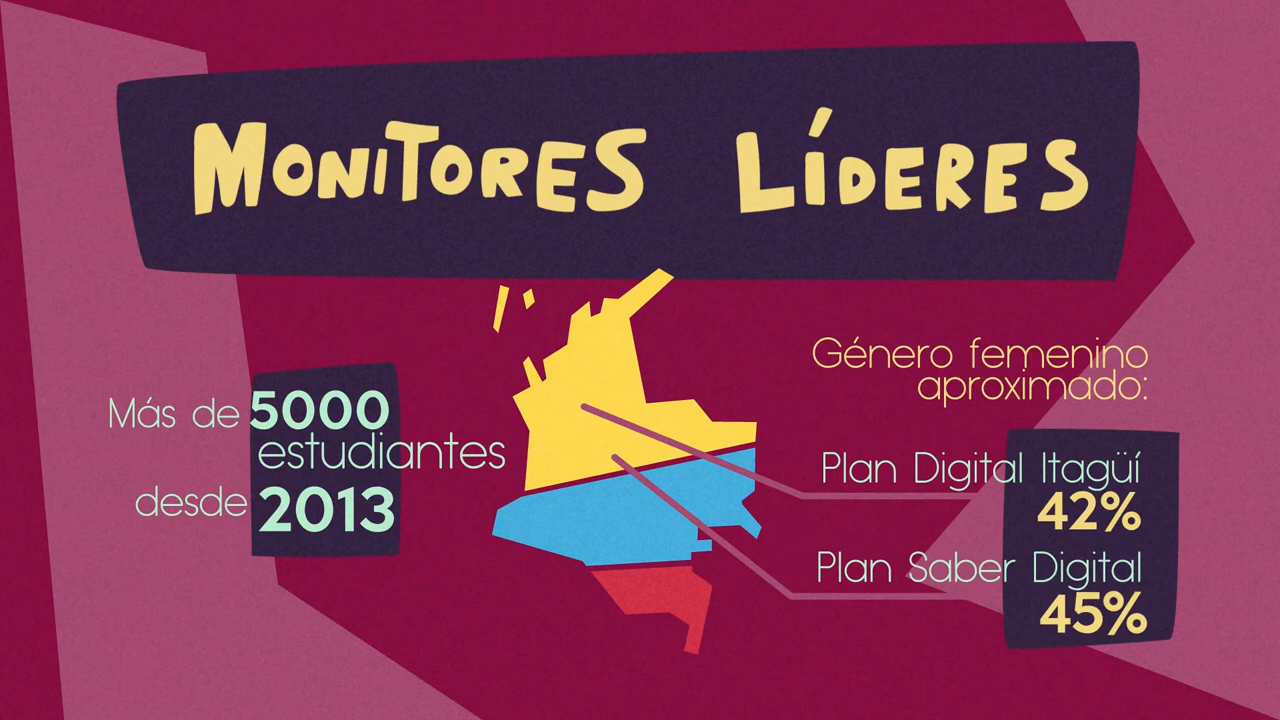 MONITORES LÍDERES
Más de 5000
estudiantes
desde 2013
Género femenino
aproximado:
Plan Digital Itagüí
42%
Plan Saber Digital
45%